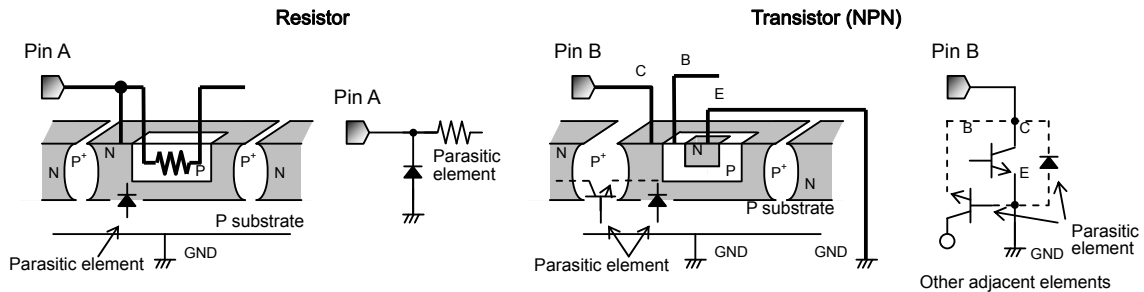 Resistor
Transistor (NPN)
Pin A
Pin B
Pin B
C
B
E
Pin A
N
P+
N
P
P+
N
Parasitic
element
P substrate
Parasitic element
GND
N
P+
N
P
P+
N
P substrate
Parasitic element
GND
GND
B
C
E
Parasitic
element
GND
Other adjacent elements